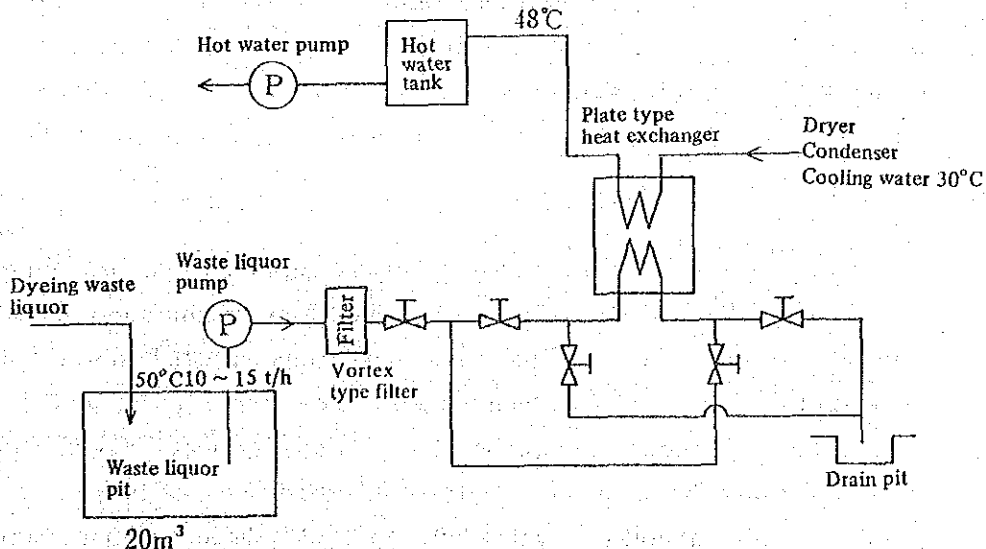 48°C
Hot water pump
P
Hot
water
tank
Plate type
heat exchanger
Dryer
Condenser
Cooling water 30°C
Waste liquor
pump
P
Dyeing waste
liquor
Filter
Vortex
type filter
50°C10 ~ 15 t/h
Waste liquor
pit
20m³
Drain pit